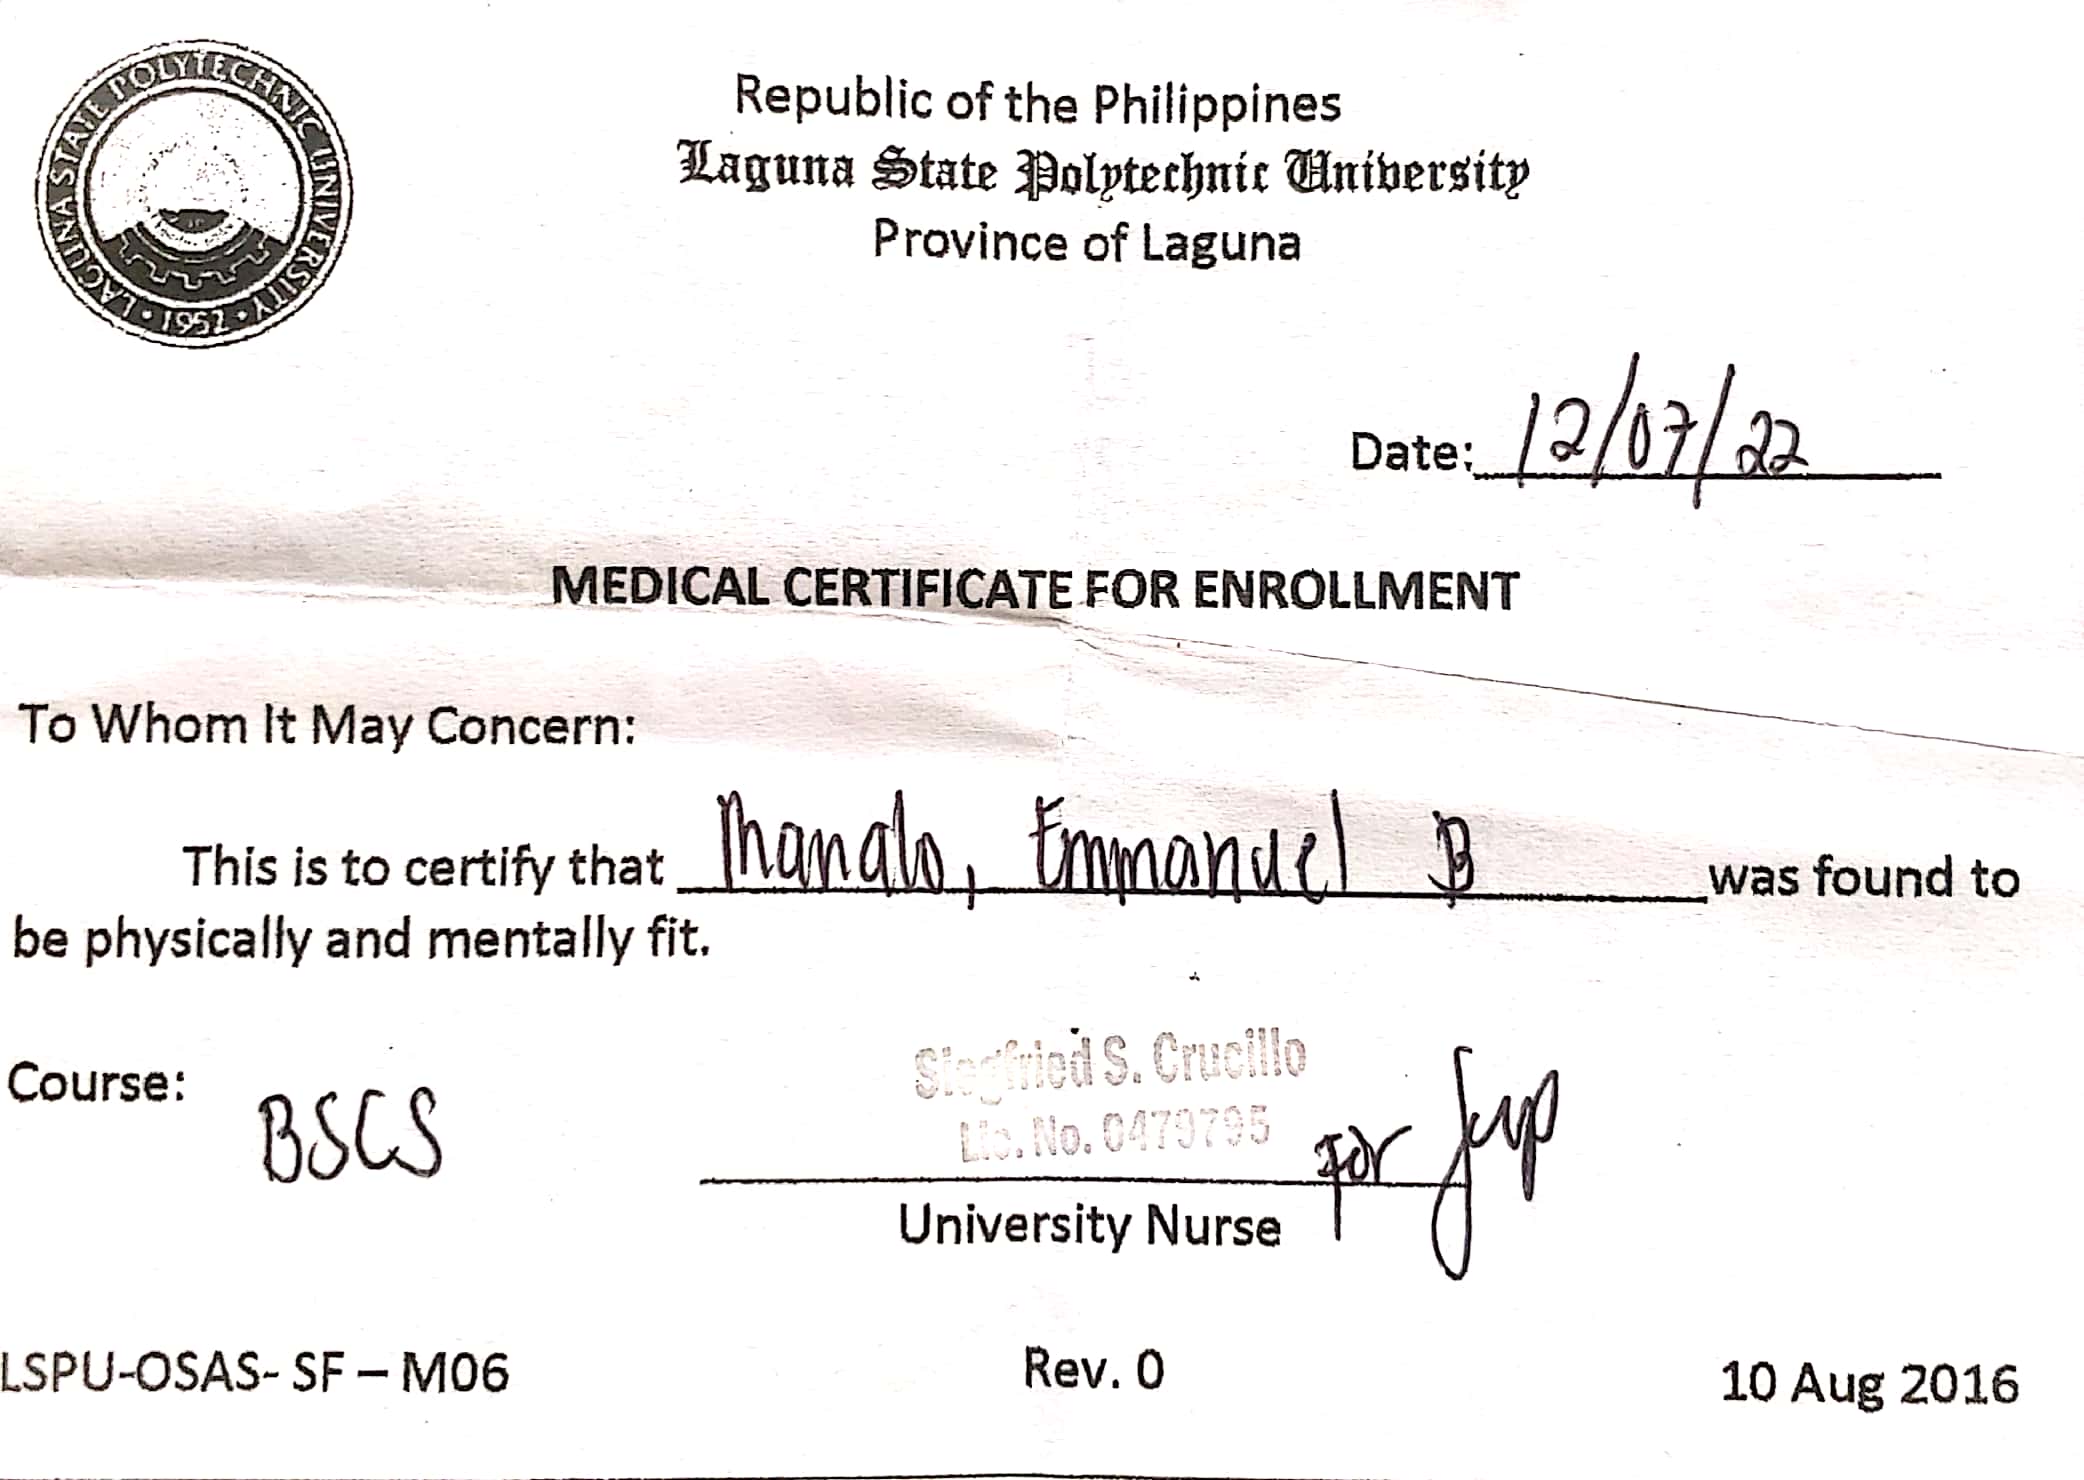 LAGUNA STATE POLYTECHNIC UNIVERSITY
• 1952 •
Republic of the Philippines
Laguna State Polytechnic University
Province of Laguna
Date: 12/07/22
MEDICAL CERTIFICATE FOR ENROLLMENT
To Whom It May Concern:
This is to certify that Manalo, Emmanuel B was found to
be physically and mentally fit.
Course: BSCS
Siegfried S. Crucillo
Lic. No. 0479795
For
University Nurse
LSPU-OSAS- SF – M06 Rev. 0 10 Aug 2016